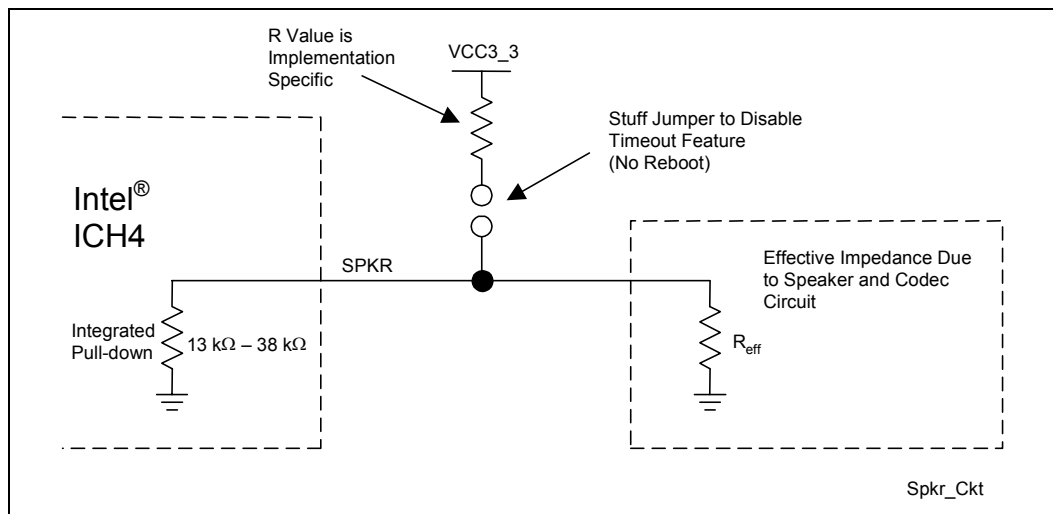 R Value is
Implementation
Specific
VCC3_3
Stuff Jumper to Disable
Timeout Feature
(No Reboot)
Intel®
ICH4
SPKR
Effective Impedance Due
to Speaker and Codec
Circuit
Integrated
Pull-down
13 kΩ – 38 kΩ
Reff
Spkr_Ckt